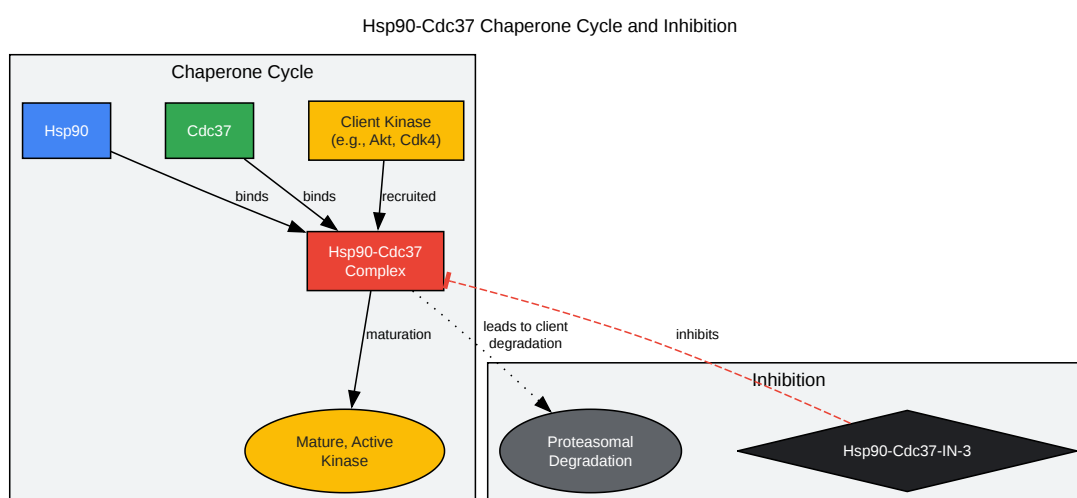 Hsp90-Cdc37 Chaperone Cycle and Inhibition
Chaperone Cycle
Hsp90
Cdc37
Client Kinase
(e.g., Akt, Cdk4)
binds
binds
recruited
Hsp90-Cdc37
Complex
maturation
leads to client
degradation
inhibits
Inhibition
Mature, Active
Kinase
Proteasomal
Degradation
Hsp90-Cdc37-IN-3